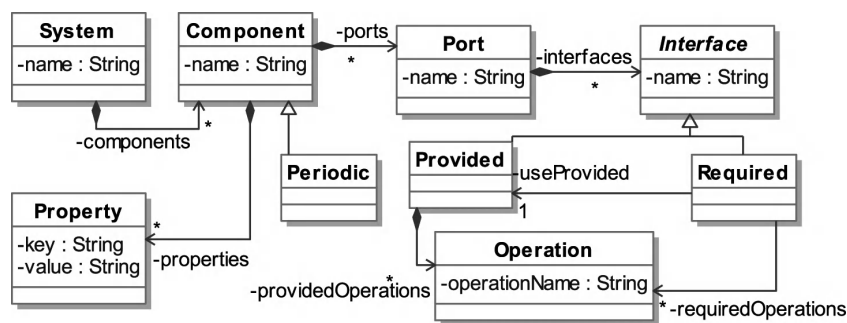 System
-name : String
Component
-name : String
-ports
*
Port
-name : String
-interfaces
*
Interface
-name : String
-components
*
Periodic
Provided
-useProvided
1
Required
Property
-key : String
-value : String
*
-properties
Operation
-operationName : String
*
-providedOperations
*
-requiredOperations